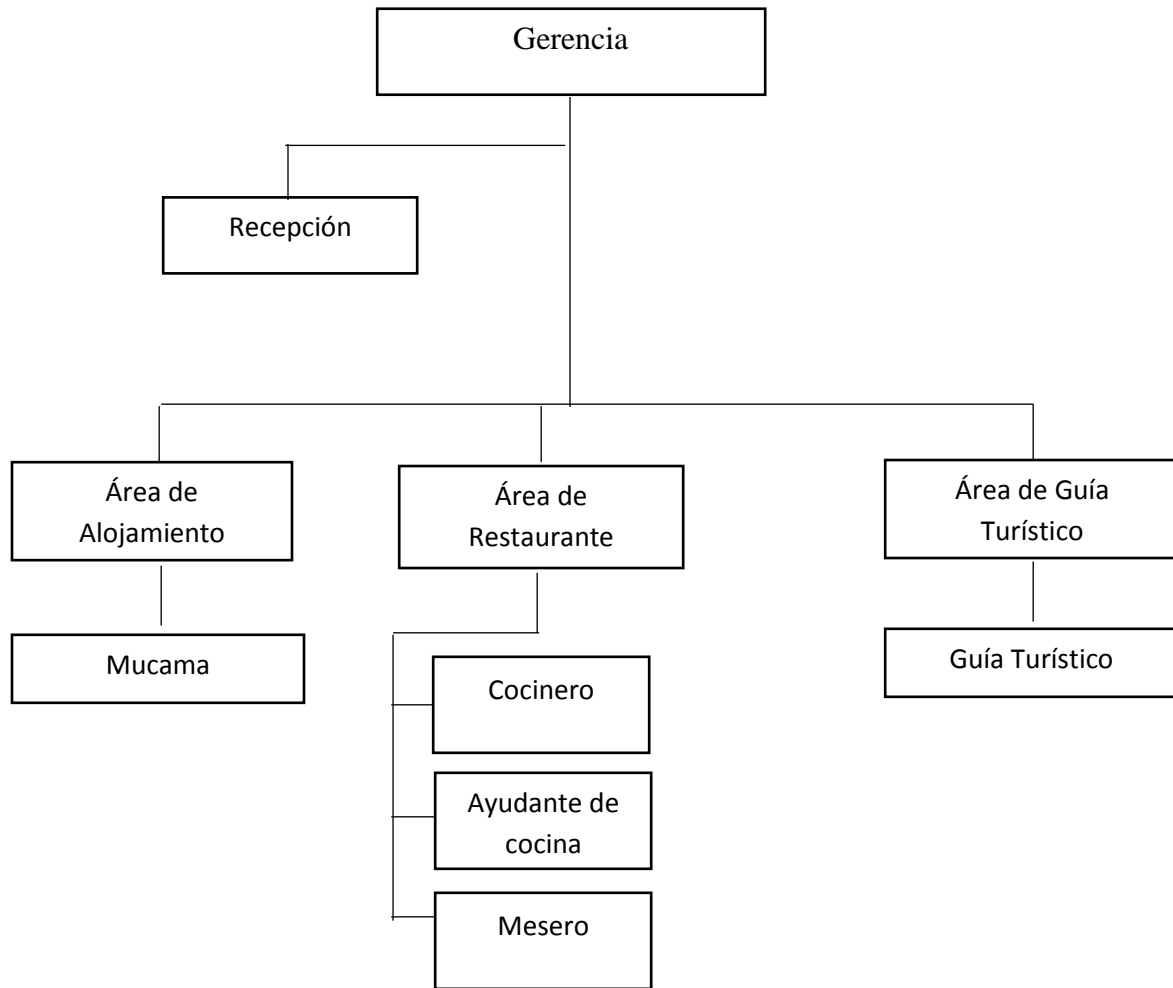 Gerencia
Recepción
Área de
Alojamiento
Área de
Restaurante
Área de Guía
Turístico
Mucama
Guía Turístico
Cocinero
Ayudante de
cocina
Mesero